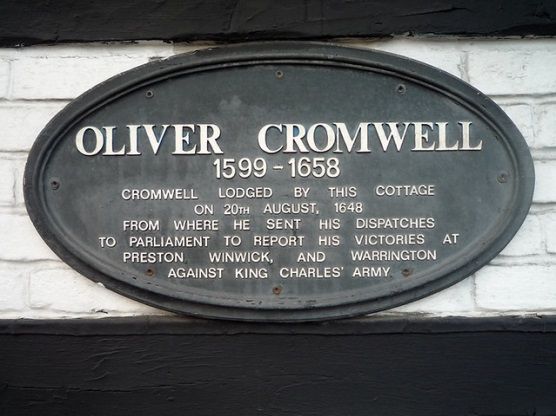 OLIVER CROMWELL
1599-1658
CROMWELL LODGED BY THIS COTTAGE
ON 20TH AUGUST, 1648
FROM WHERE HE SENT HIS DISPATCHES
TO PARLIAMENT TO REPORT HIS VICTORIES AT
PRESTON, WINWICK, AND WARRINGTON
AGAINST KING CHARLES' ARMY